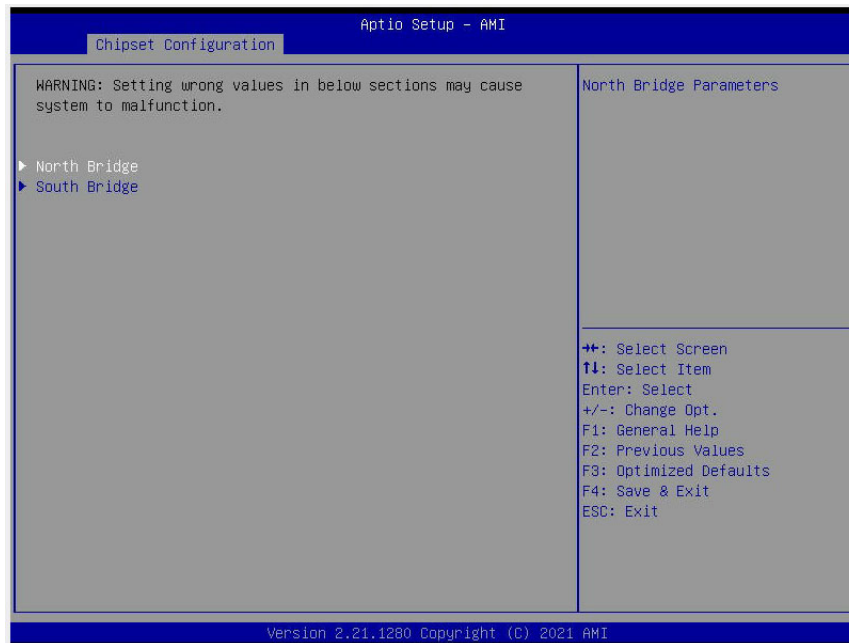 Aptio Setup - AMI
Chipset Configuration
WARNING: Setting wrong values in below sections may cause
system to malfunction.
North Bridge
South Bridge
North Bridge Parameters
→←: Select Screen
↑↓: Select Item
Enter: Select
+/-: Change Opt.
F1: General Help
F2: Previous Values
F3: Optimized Defaults
F4: Save & Exit
ESC: Exit
Version 2.21.1280 Copyright (C) 2021 AMI